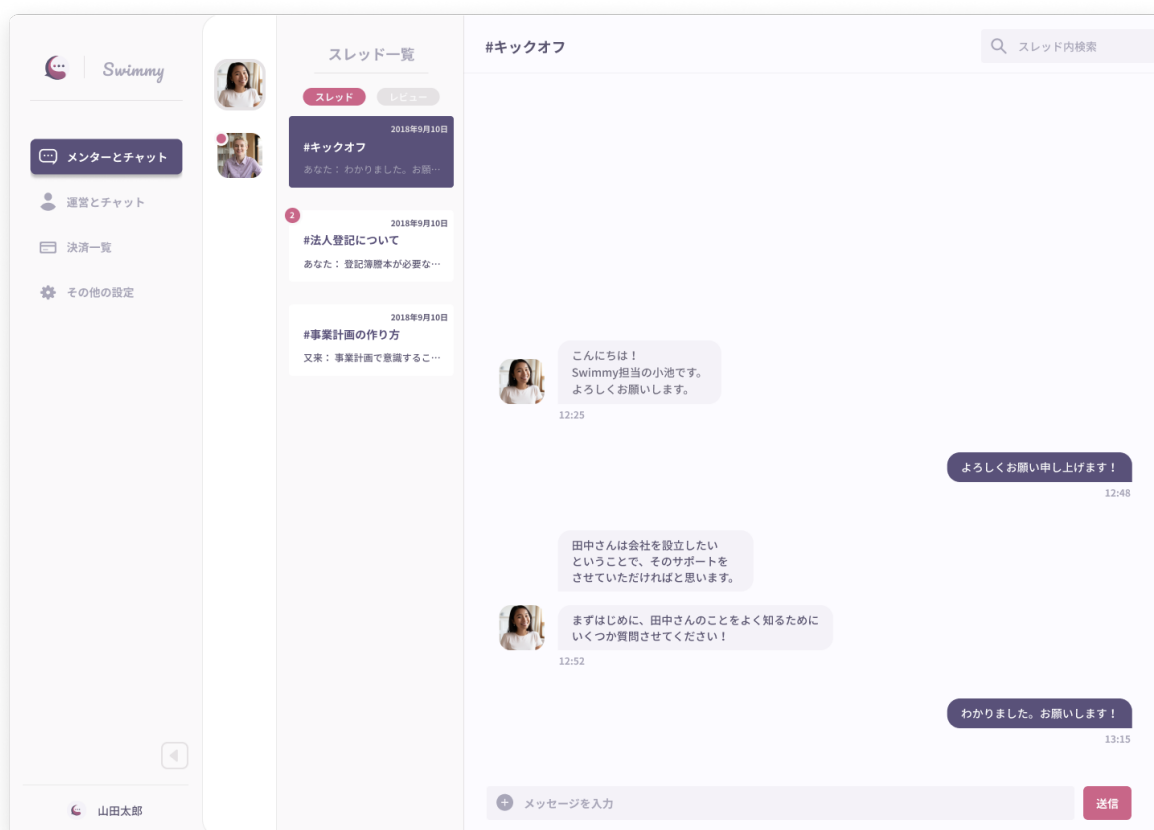 Swimmy
メンターとチャット
運営とチャット
決済一覧
その他の設定
山田太郎
スレッド一覧
スレッド
レビュー
2018年9月10日
#キックオフ
あなた： わかりました。お願…
2
2018年9月10日
#法人登記について
あなた： 登記簿謄本が必要な…
2018年9月10日
#事業計画の作り方
又来： 事業計画で意識するこ…
#キックオフ
スレッド内検索
こんにちは！
Swimmy担当の小池です。
よろしくお願いします。
12:25
よろしくお願い申し上げます！
12:48
田中さんは会社を設立したい
ということで、そのサポートを
させていただければと思います。
まずはじめに、田中さんのことをよく知るために
いくつか質問させてください！
12:52
わかりました。お願いします！
13:15
メッセージを入力
送信